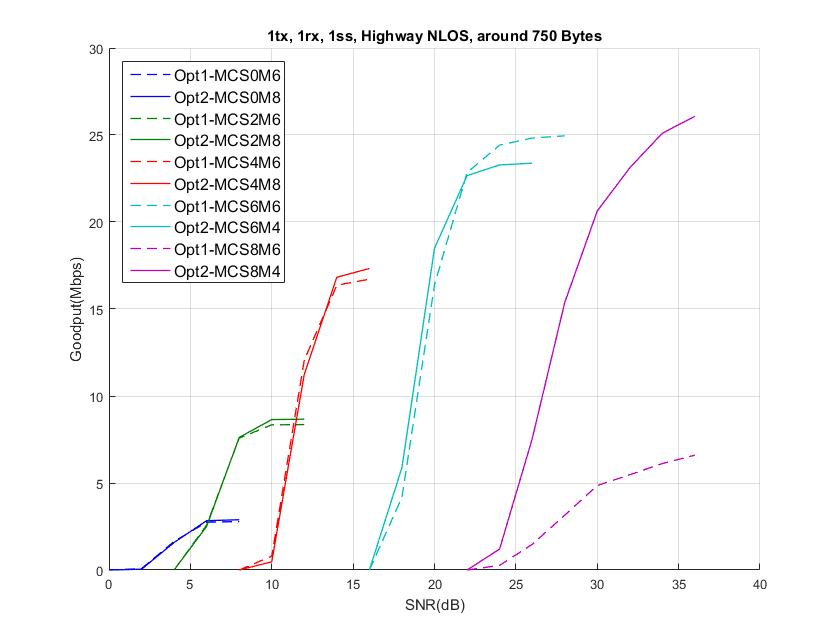 1tx, 1rx, 1ss, Highway NLOS, around 750 Bytes
30
25
20
15
10
5
0
Goodput(Mbps)
Opt1-MCS0M6
Opt2-MCS0M8
Opt1-MCS2M6
Opt2-MCS2M8
Opt1-MCS4M6
Opt2-MCS4M8
Opt1-MCS6M6
Opt2-MCS6M4
Opt1-MCS8M6
Opt2-MCS8M4
0 5 10 15 20 25 30 35 40
SNR(dB)